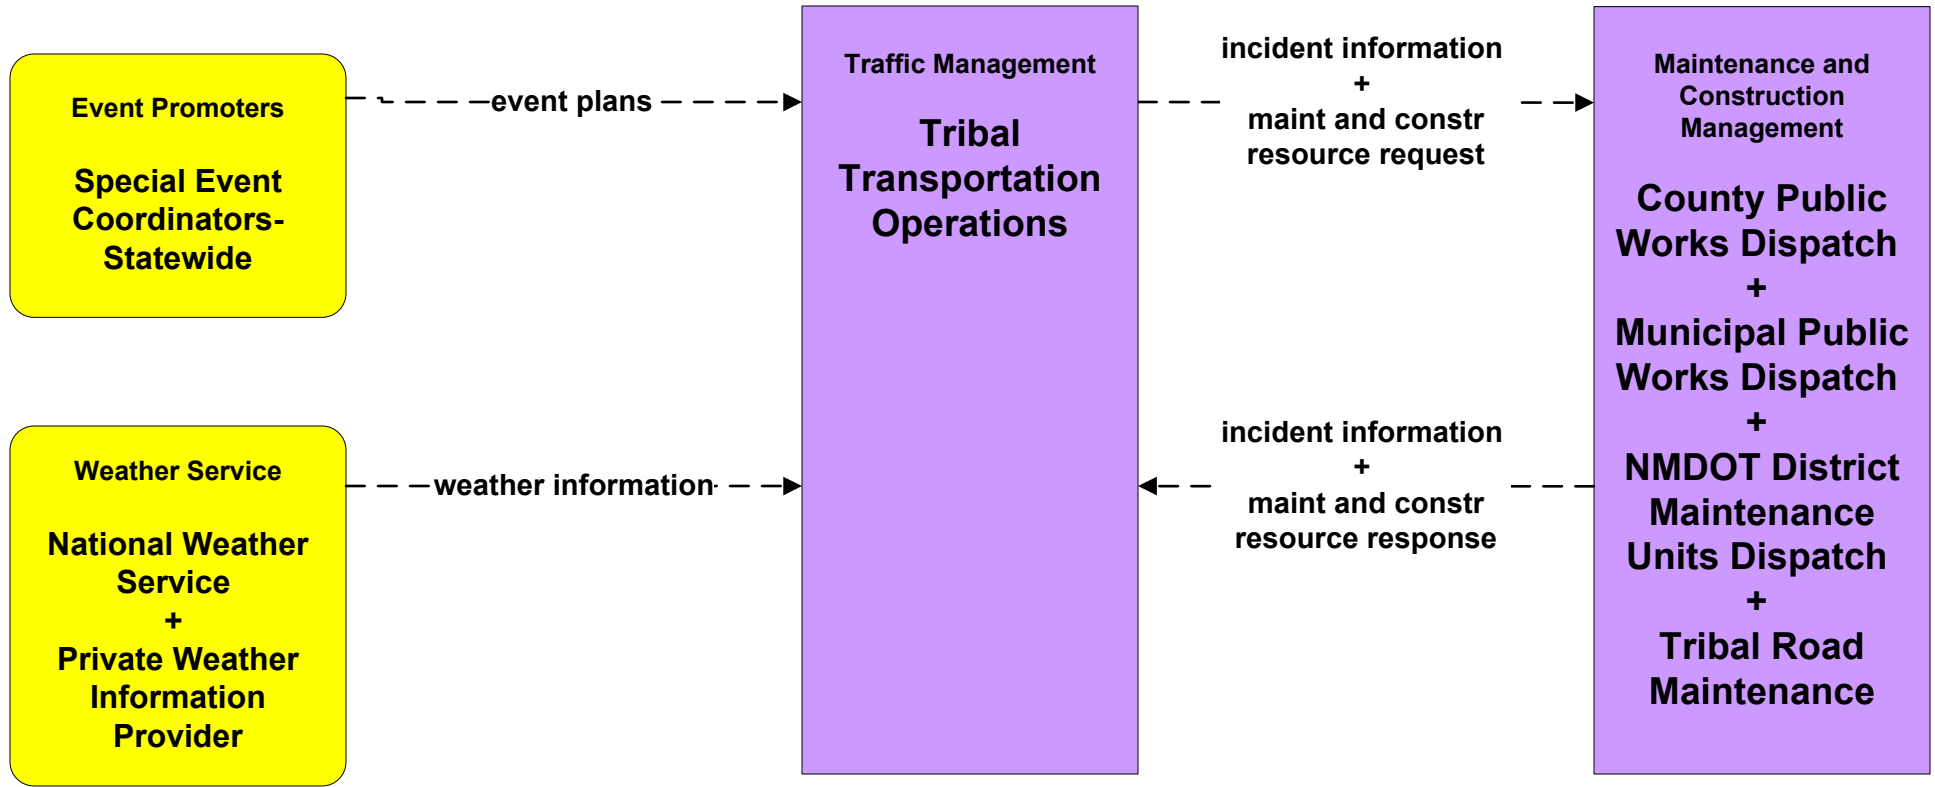 Event Promoters
Special Event
Coordinators-
Statewide
event plans
Weather Service
National Weather
Service
+
Private Weather
Information
Provider
weather information
Traffic Management
Tribal
Transportation
Operations
incident information
+
maint and constr
resource request
incident information
+
maint and constr
resource response
Maintenance and
Construction
Management
County Public
Works Dispatch
+
Municipal Public
Works Dispatch
+
NMDOT District
Maintenance
Units Dispatch
+
Tribal Road
Maintenance